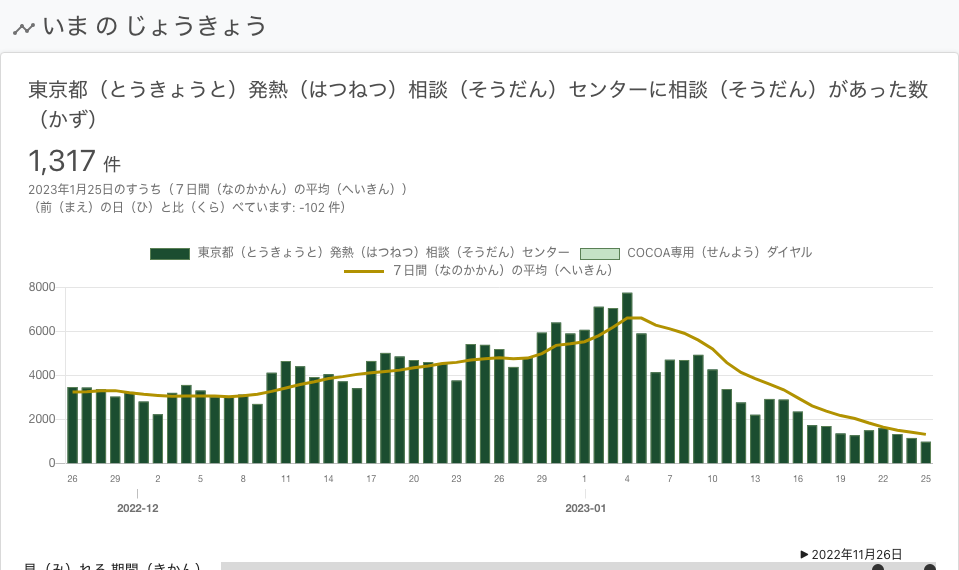 いま の じょうきょう
東京都（とうきょうと）発熱（はつねつ）相談（そうだん）センターに相談（そうだん）があった数
（かず）
1,317 件
2023年1月25日のすうち（７日間（なのかかん）の平均（へいきん））
（前（まえ）の日（ひ）と比（くら）べています: -102 件）
東京都（とうきょうと）発熱（はつねつ）相談（そうだん）センター COCOA専用（せんよう）ダイヤル
７日間（なのかかん）の平均（へいきん）
8000
6000
4000
2000
0
26 29 2 5 8 11 14 17 20 23 26 29 1 4 7 10 13 16 19 22 25
2022-12 2023-01
▶ 2022年11月26日
見（み）れる 期間（きかん）